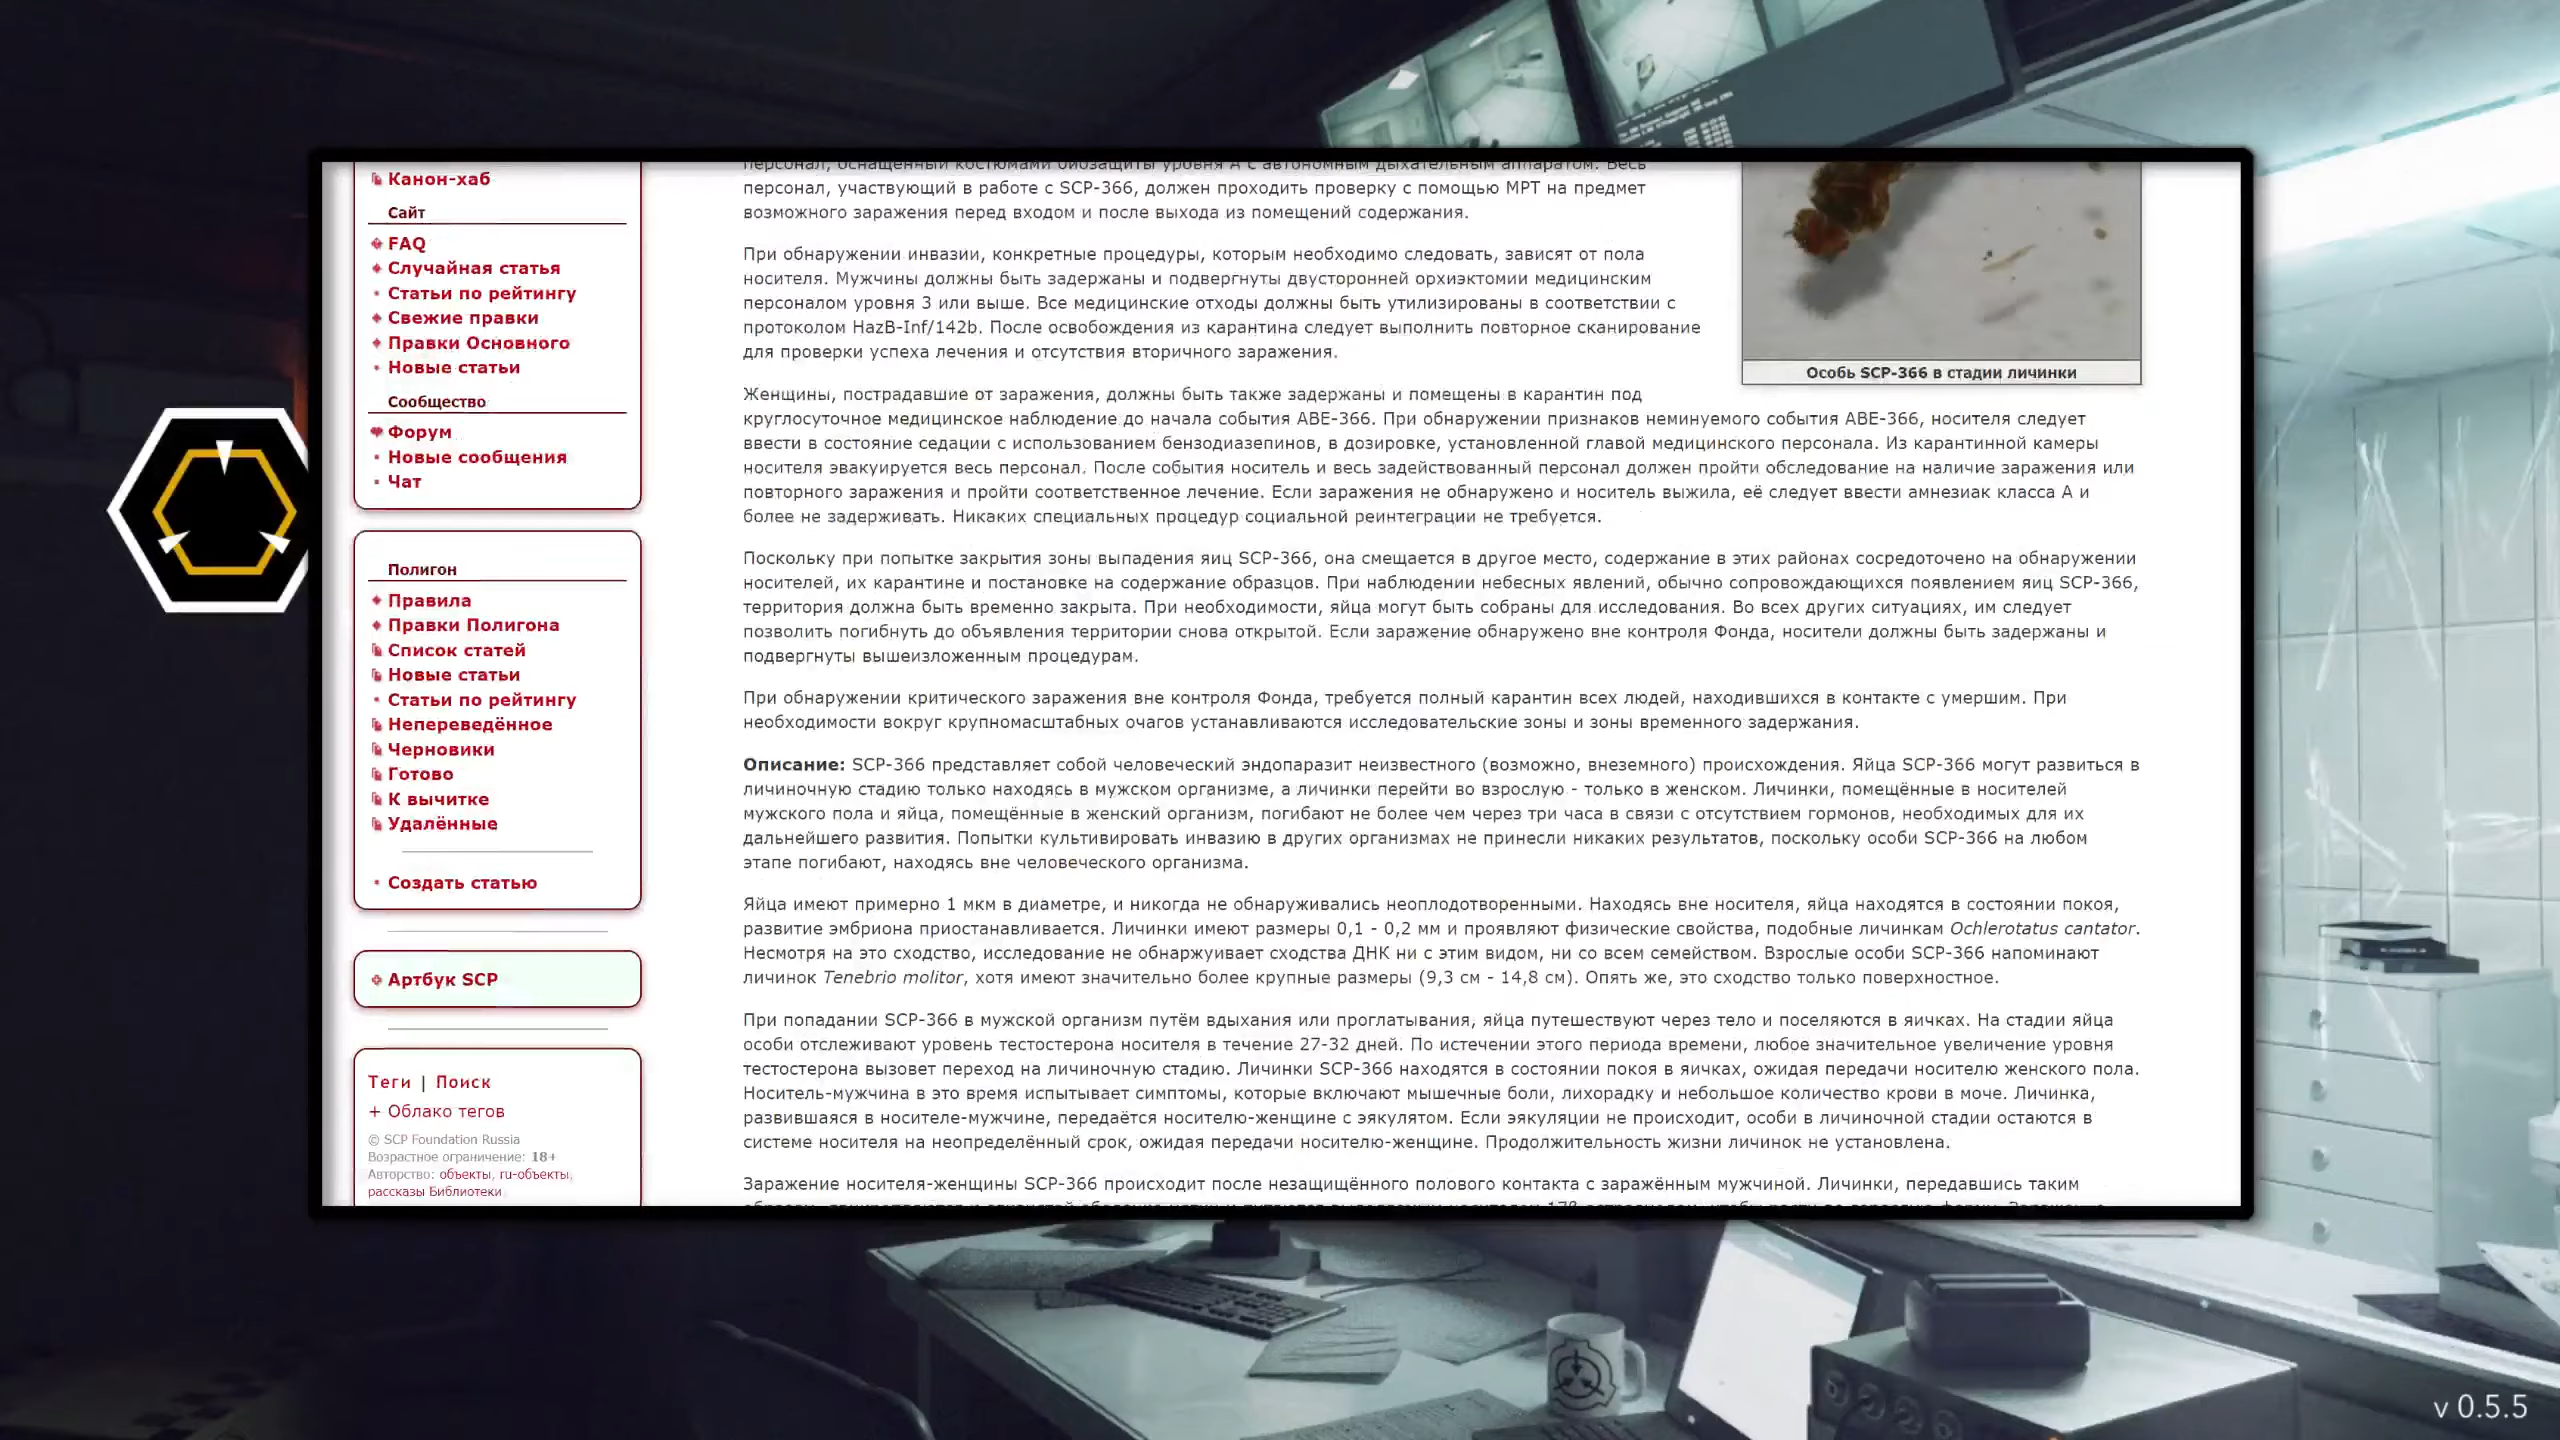 Канон-хаб
Сайт
FAQ
Случайная статья
Статьи по рейтингу
Свежие правки
Правки Основного
Новые статьи
Сообщество
Форум
Новые сообщения
Чат
Полигон
Правила
Правки Полигона
Список статей
Новые статьи
Статьи по рейтингу
Непереведённое
Черновики
Готово
К вычитке
Удалённые
Создать статью
Артбук SCP
Теги | Поиск
+ Облако тегов
© SCP Foundation Russia
Возрастное ограничение: 18+
Авторство: объекты, ru-объекты,
рассказы Библиотеки
персонал, оснащённый костюмами биозащиты уровня А с автономным дыхательным аппаратом. Весь
персонал, участвующий в работе с SCP-366, должен проходить проверку с помощью МРТ на предмет
возможного заражения перед входом и после выхода из помещений содержания.
При обнаружении инвазии, конкретные процедуры, которым необходимо следовать, зависят от пола
носителя. Мужчины должны быть задержаны и подвергнуты двусторонней орхиэктомии медицинским
персоналом уровня 3 или выше. Все медицинские отходы должны быть утилизированы в соответствии с
протоколом HazB-Inf/142b. После освобождения из карантина следует выполнить повторное сканирование
для проверки успеха лечения и отсутствия вторичного заражения.
Особь SCP-366 в стадии личинки
Женщины, пострадавшие от заражения, должны быть также задержаны и помещены в карантин под
круглосуточное медицинское наблюдение до начала события АВЕ-366. При обнаружении признаков неминуемого события АВЕ-366, носителя следует
ввести в состояние седации с использованием бензодиазепинов, в дозировке, установленной главой медицинского персонала. Из карантинной камеры
носителя эвакуируется весь персонал. После события носитель и весь задействованный персонал должен пройти обследование на наличие заражения или
повторного заражения и пройти соответственное лечение. Если заражения не обнаружено и носитель выжила, её следует ввести амнезиак класса А и
более не задерживать. Никаких специальных процедур социальной реинтеграции не требуется.
Поскольку при попытке закрытия зоны выпадения яиц SCP-366, она смещается в другое место, содержание в этих районах сосредоточено на обнаружении
носителей, их карантине и постановке на содержание образцов. При наблюдении небесных явлений, обычно сопровождающихся появлением яиц SCP-366,
территория должна быть временно закрыта. При необходимости, яйца могут быть собраны для исследования. Во всех других ситуациях, им следует
позволить погибнуть до объявления территории снова открытой. Если заражение обнаружено вне контроля Фонда, носители должны быть задержаны и
подвергнуты вышеизложенным процедурам.
При обнаружении критического заражения вне контроля Фонда, требуется полный карантин всех людей, находившихся в контакте с умершим. При
необходимости вокруг крупномасштабных очагов устанавливаются исследовательские зоны и зоны временного задержания.
Описание: SCP-366 представляет собой человеческий эндопаразит неизвестного (возможно, внеземного) происхождения. Яйца SCP-366 могут развиться в
личиночную стадию только находясь в мужском организме, а личинки перейти во взрослую - только в женском. Личинки, помещённые в носителей
мужского пола и яйца, помещённые в женский организм, погибают не более чем через три часа в связи с отсутствием гормонов, необходимых для их
дальнейшего развития. Попытки культивировать инвазию в других организмах не принесли никаких результатов, поскольку особи SCP-366 на любом
этапе погибают, находясь вне человеческого организма.
Яйца имеют примерно 1 мкм в диаметре, и никогда не обнаруживались неоплодотворенными. Находясь вне носителя, яйца находятся в состоянии покоя,
развитие эмбриона приостанавливается. Личинки имеют размеры 0,1 - 0,2 мм и проявляют физические свойства, подобные личинкам Ochlerotatus cantator.
Несмотря на это сходство, исследование не обнаржуивает сходства ДНК ни с этим видом, ни со всем семейством. Взрослые особи SCP-366 напоминают
личинок Tenebrio molitor, хотя имеют значительно более крупные размеры (9,3 см - 14,8 см). Опять же, это сходство только поверхностное.
При попадании SCP-366 в мужской организм путём вдыхания или проглатывания, яйца путешествуют через тело и поселяются в яичках. На стадии яйца
особи отслеживают уровень тестостерона носителя в течение 27-32 дней. По истечении этого периода времени, любое значительное увеличение уровня
тестостерона вызовет переход на личиночную стадию. Личинки SCP-366 находятся в состоянии покоя в яичках, ожидая передачи носителю женского пола.
Носитель-мужчина в это время испытывает симптомы, которые включают мышечные боли, лихорадку и небольшое количество крови в моче. Личинка,
развившаяся в носителе-мужчине, передаётся носителю-женщине с эякулятом. Если эякуляции не происходит, особи в личиночной стадии остаются в
системе носителя на неопределённый срок, ожидая передачи носителю-женщине. Продолжительность жизни личинок не установлена.
Заражение носителя-женщины SCP-366 происходит после незащищённого полового контакта с заражённым мужчиной. Личинки, передавшись таким
v 0.5.5